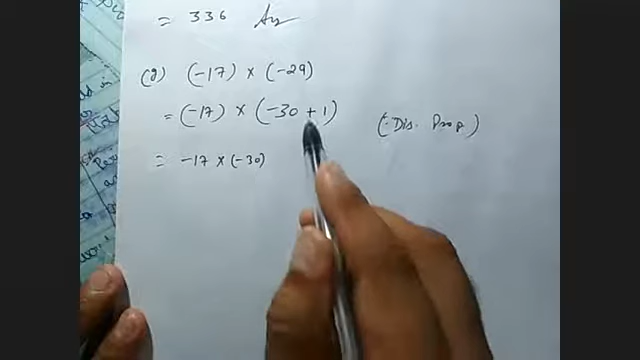 = 336 Ans
(g) (-17) × (-29)
= (-17) × (-30 + 1) (Dis. Prop)
= -17 × (-30)